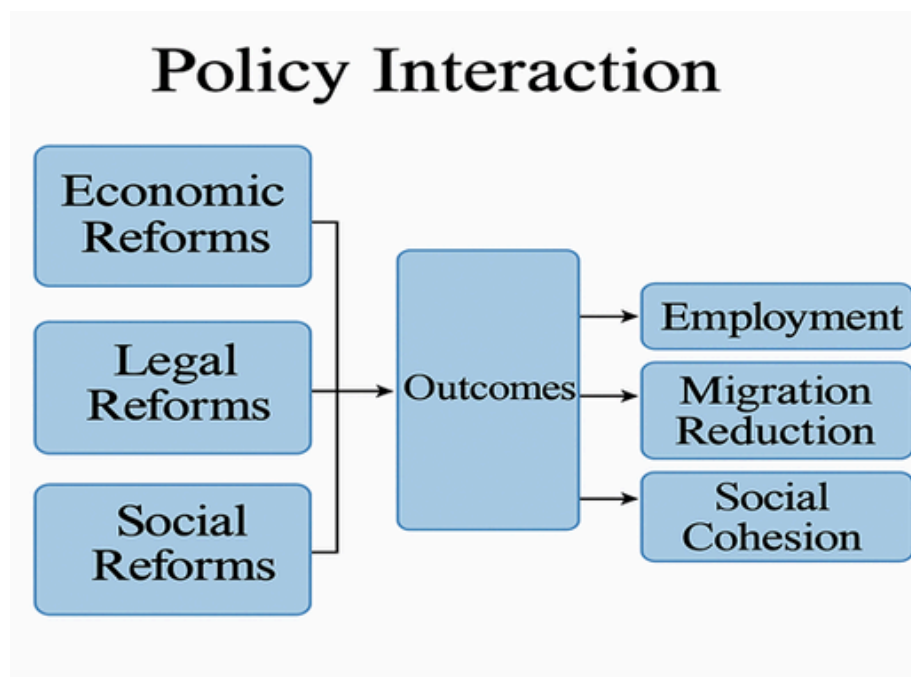 Policy Interaction
Economic
Reforms
Legal
Reforms
Social
Reforms
Outcomes
Employment
Migration
Reduction
Social
Cohesion